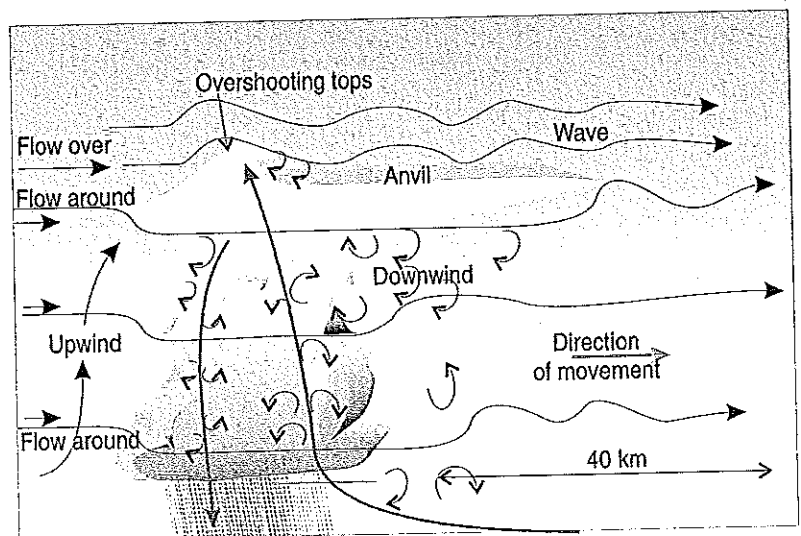 Overshooting tops
Flow over
Wave
Anvil
Flow around
Downwind
Upwind
Direction
of movement
Flow around
40 km